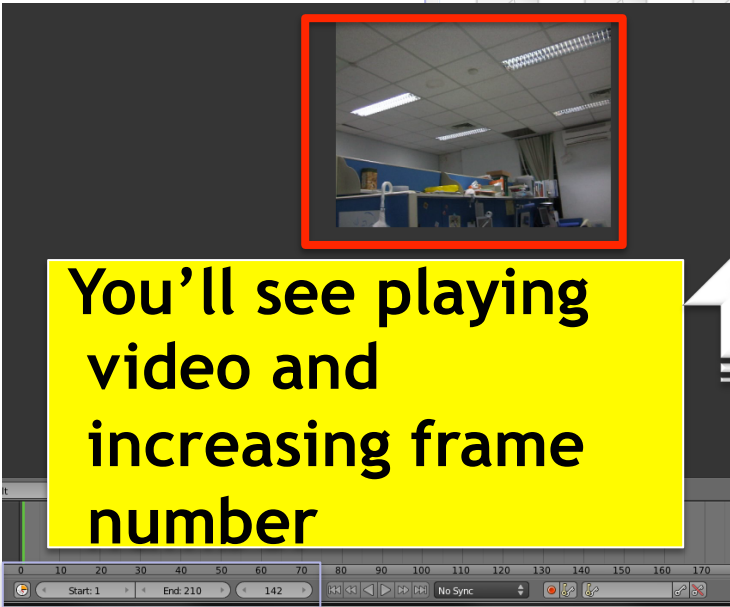 You’ll see playing
video and
increasing frame
number
lt
0 10 20 30 40 50 60 70 80 90 100 110 120 130 140 150 160 170
Start: 1 End: 210 142 No Sync